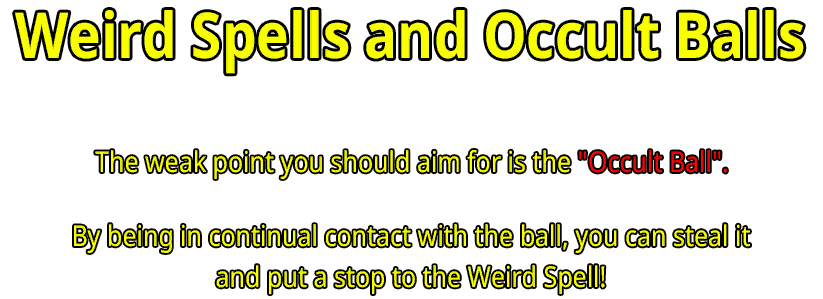 Weird Spells and Occult Balls
The weak point you should aim for is the "Occult Ball".
By being in continual contact with the ball, you can steal it
and put a stop to the Weird Spell!